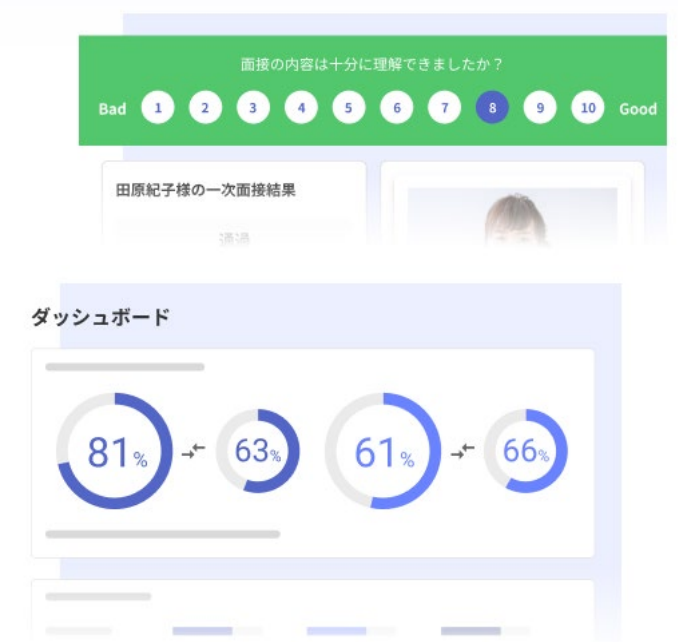 面接の内容は十分に理解できましたか？
Bad 1 2 3 4 5 6 7 8 9 10 Good
田原紀子様の一次面接結果
通過
ダッシュボード
81% 63% 61% 66%